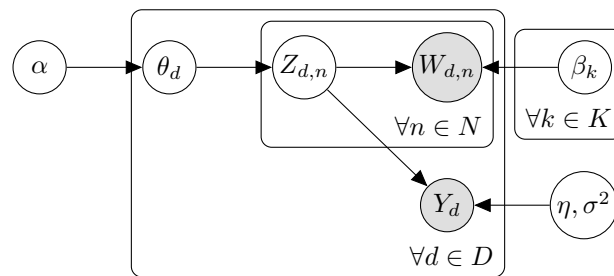 α θ_d Z_{d,n} W_{d,n} β_k
∀n ∈ N ∀k ∈ K
Y_d η, σ²
∀d ∈ D